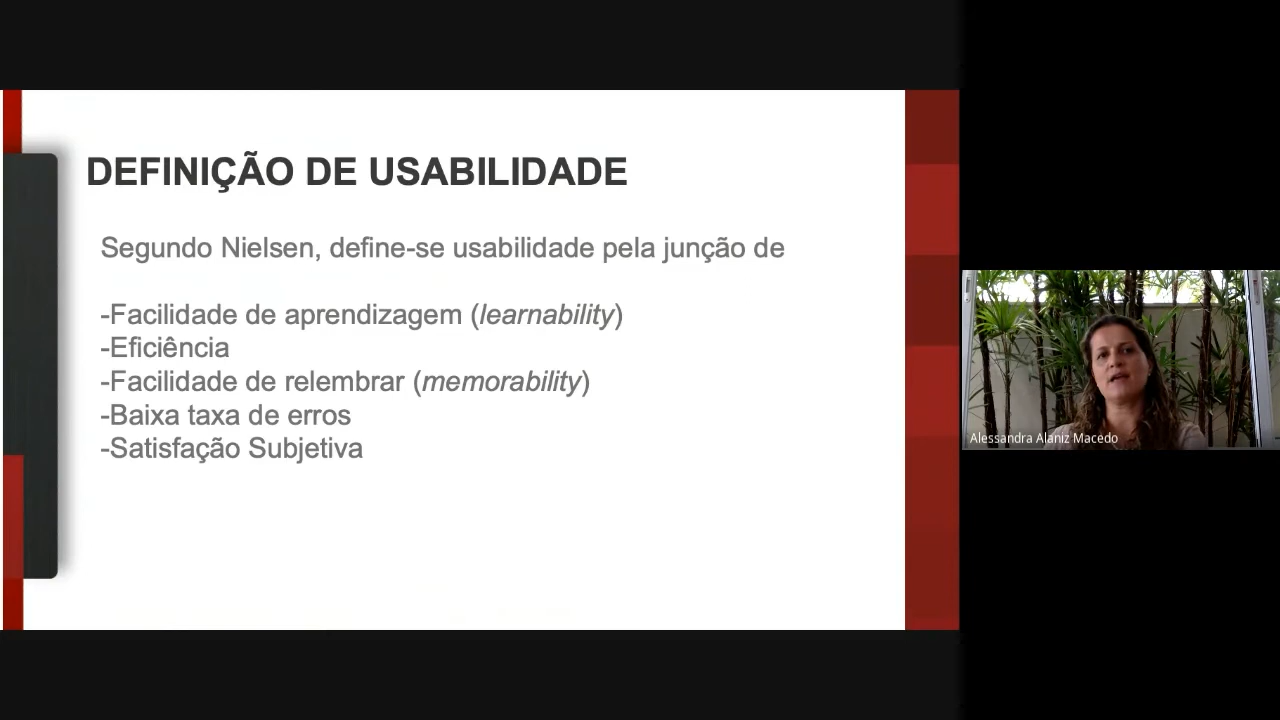 DEFINIÇÃO DE USABILIDADE
Segundo Nielsen, define-se usabilidade pela junção de
-Facilidade de aprendizagem (learnability)
-Eficiência
-Facilidade de relembrar (memorability)
-Baixa taxa de erros
-Satisfação Subjetiva
Alessandra Alaniz Macedo